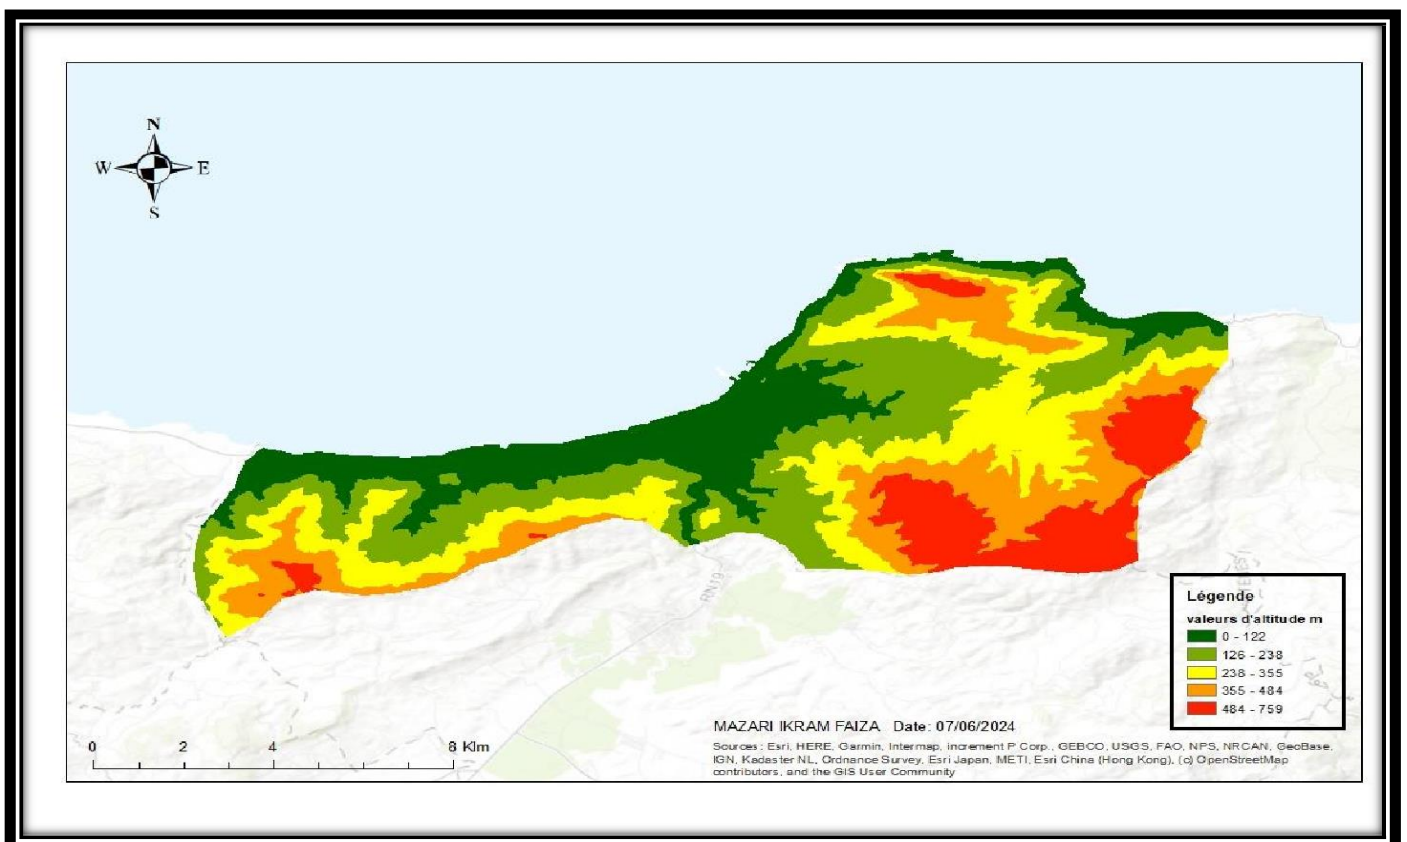 N
W E
S
RN19
Légende
valeurs d'altitude m
0 - 122
126 - 238
238 - 355
355 - 484
484 - 759
MAZARI IKRAM FAIZA Date: 07/06/2024
0 2 4 8 Klm
Sources: Esri, HERE, Garmin, Intermap, increment P Corp., GEBCO, USGS, FAO, NPS, NRCAN, GeoBase,
IGN, Kadaster NL, Ordnance Survey, Esri Japan, METI, Esri China (Hong Kong), (c) OpenStreetMap
contributors, and the GIS User Community